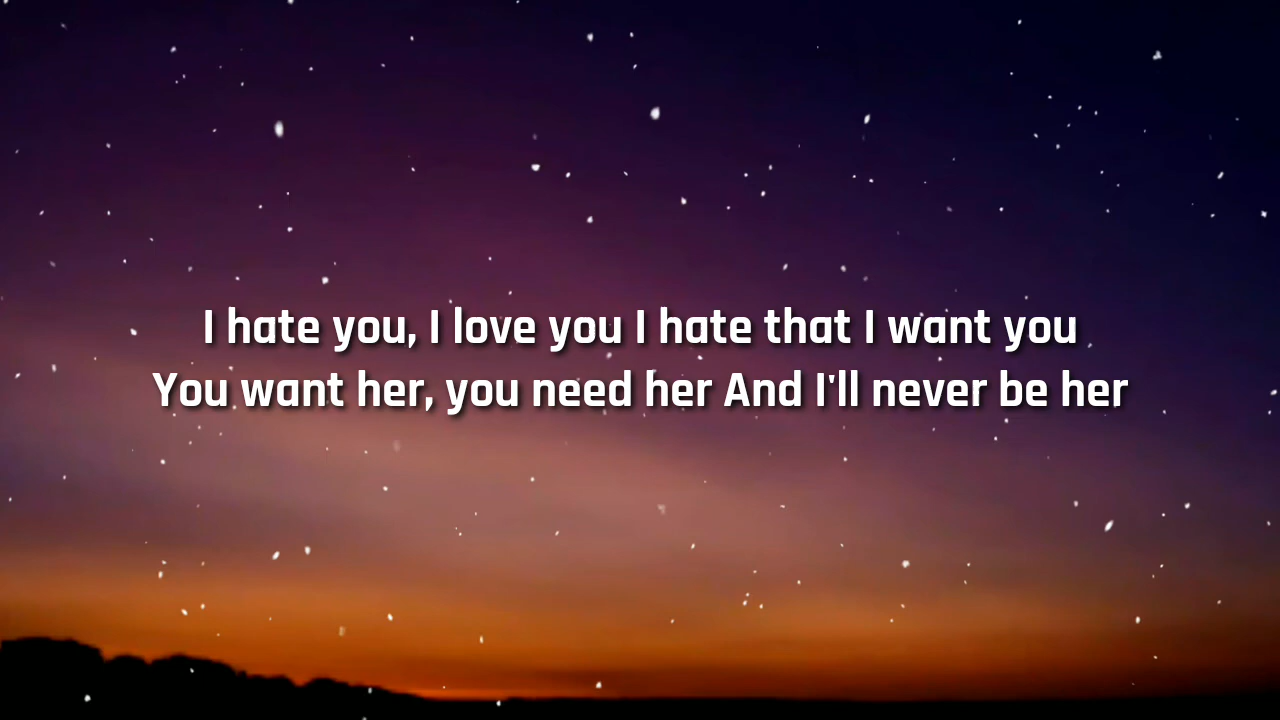 I hate you, I love you I hate that I want you
You want her, you need her And I'll never be her